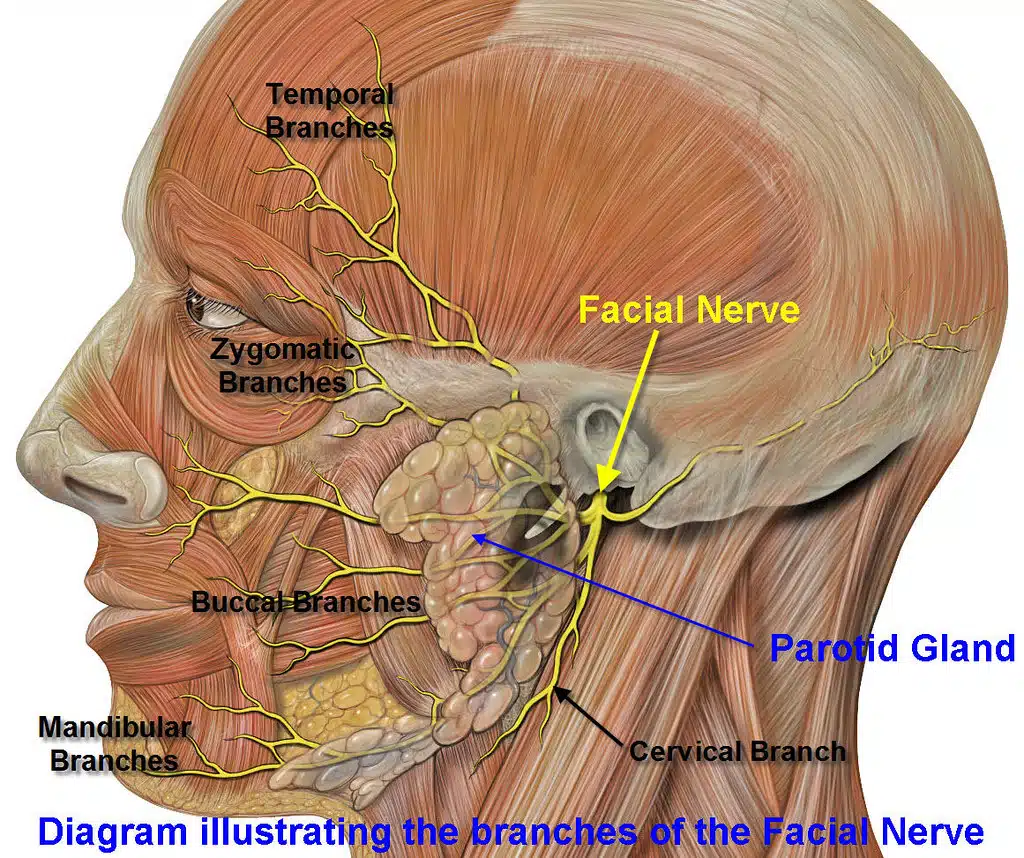 Temporal
Branches
Facial Nerve
Zygomatic
Branches
Buccal Branches
Parotid Gland
Mandibular
Branches
Cervical Branch
Diagram illustrating the branches of the Facial Nerve